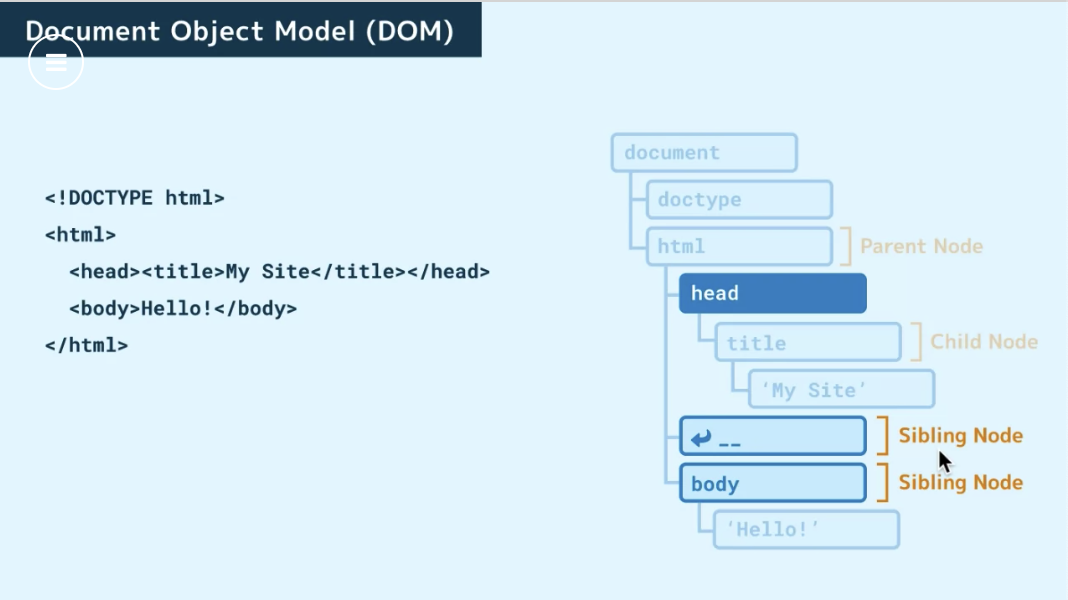 Document Object Model (DOM)
<!DOCTYPE html>
<html>
<head><title>My Site</title></head>
<body>Hello!</body>
</html>
document
doctype
html
Parent Node
head
title
Child Node
‘My Site’
__
Sibling Node
body
Sibling Node
‘Hello!’